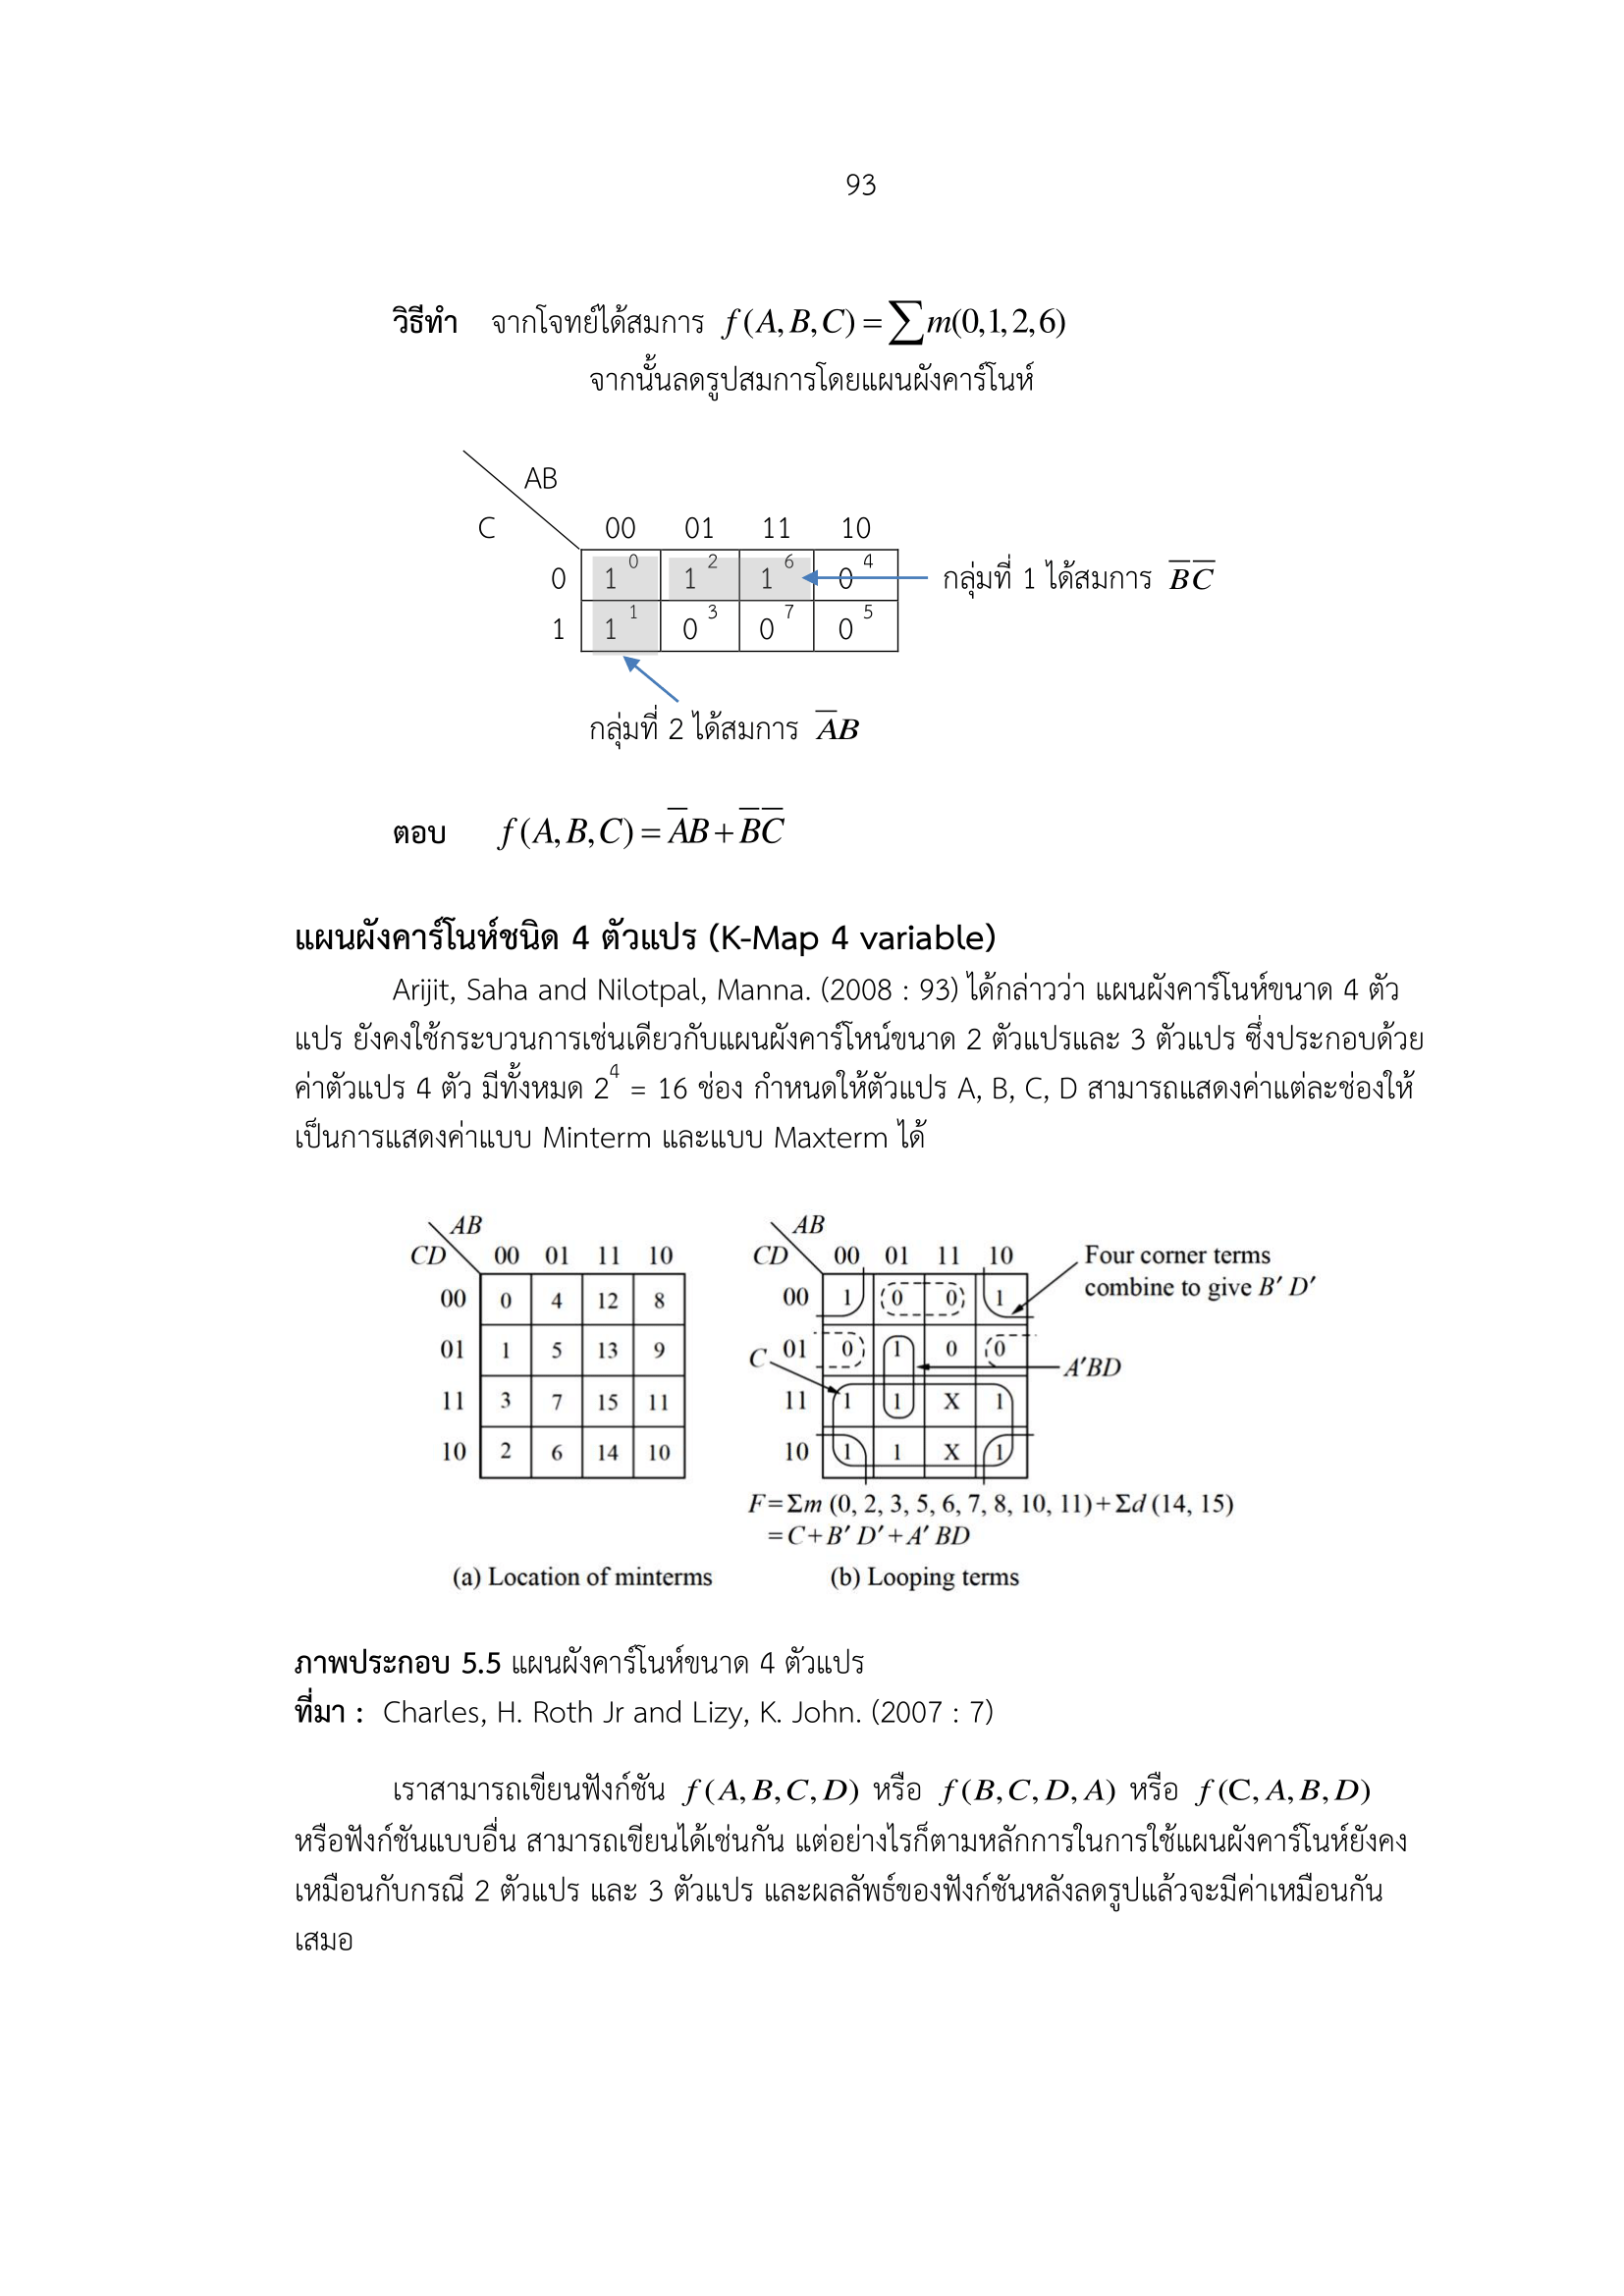 93
วิธีทำ จากโจทย์ได้สมการ f(A,B,C) = ∑m(0,1,2,6)
จากนั้นลดรูปสมการโดยแผนผังคาร์โนห์
AB
C 00 01 11 10
0 1 0 1 2 1 6 0 4 กลุ่มที่ 1 ได้สมการ B̅C̅
1 1 1 0 3 0 7 0 5
กลุ่มที่ 2 ได้สมการ A̅B
ตอบ f(A,B,C) = A̅B + B̅C̅
แผนผังคาร์โนห์ชนิด 4 ตัวแปร (K-Map 4 variable)
Arijit, Saha and Nilotpal, Manna. (2008 : 93) ได้กล่าวว่า แผนผังคาร์โนห์ขนาด 4 ตัว
แปร ยังคงใช้กระบวนการเช่นเดียวกับแผนผังคาร์โหน์ขนาด 2 ตัวแปรและ 3 ตัวแปร ซึ่งประกอบด้วย
ค่าตัวแปร 4 ตัว มีทั้งหมด 2⁴ = 16 ช่อง กำหนดให้ตัวแปร A, B, C, D สามารถแสดงค่าแต่ละช่องให้
เป็นการแสดงค่าแบบ Minterm และแบบ Maxterm ได้
AB
CD 00 01 11 10
00 0 4 12 8
01 1 5 13 9
11 3 7 15 11
10 2 6 14 10
(a) Location of minterms
AB
CD 00 01 11 10
Four corner terms
combine to give B′ D′
00 1 0 0 1
C 01 0 1 0 0 A′BD
11 1 1 X 1
10 1 1 X 1
F = Σm (0, 2, 3, 5, 6, 7, 8, 10, 11) + Σd (14, 15)
= C + B′ D′ + A′ BD
(b) Looping terms
ภาพประกอบ 5.5 แผนผังคาร์โนห์ขนาด 4 ตัวแปร
ที่มา : Charles, H. Roth Jr and Lizy, K. John. (2007 : 7)
เราสามารถเขียนฟังก์ชัน f(A,B,C,D) หรือ f(B,C,D,A) หรือ f(C,A,B,D)
หรือฟังก์ชันแบบอื่น สามารถเขียนได้เช่นกัน แต่อย่างไรก็ตามหลักการในการใช้แผนผังคาร์โนห์ยังคง
เหมือนกับกรณี 2 ตัวแปร และ 3 ตัวแปร และผลลัพธ์ของฟังก์ชันหลังลดรูปแล้วจะมีค่าเหมือนกัน
เสมอ